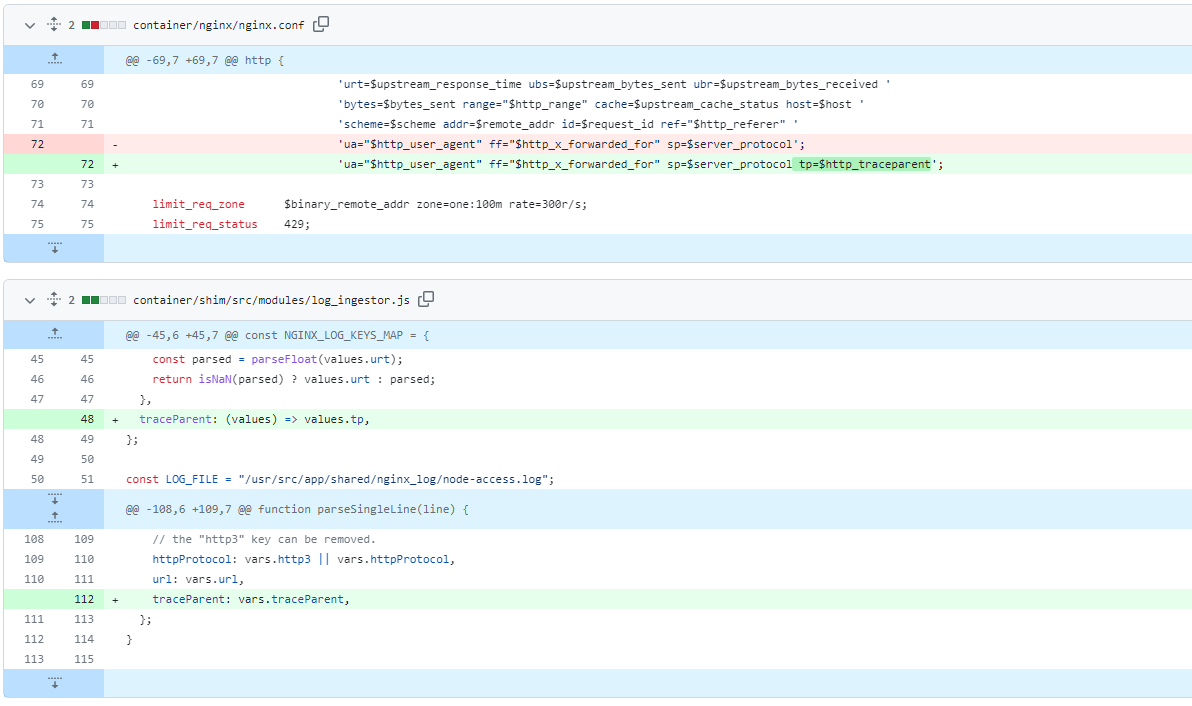 2 container/nginx/nginx.conf
@@ -69,7 +69,7 @@ http {
69 69 'urt=$upstream_response_time ubs=$upstream_bytes_sent ubr=$upstream_bytes_received '
70 70 'bytes=$bytes_sent range="$http_range" cache=$upstream_cache_status host=$host '
71 71 'scheme=$scheme addr=$remote_addr id=$request_id ref="$http_referer" '
72 - 'ua="$http_user_agent" ff="$http_x_forwarded_for" sp=$server_protocol';
72 + 'ua="$http_user_agent" ff="$http_x_forwarded_for" sp=$server_protocol tp=$http_traceparent';
73 73
74 74 limit_req_zone $binary_remote_addr zone=one:100m rate=300r/s;
75 75 limit_req_status 429;
2 container/shim/src/modules/log_ingestor.js
@@ -45,6 +45,7 @@ const NGINX_LOG_KEYS_MAP = {
45 45 const parsed = parseFloat(values.urt);
46 46 return isNaN(parsed) ? values.urt : parsed;
47 47 },
48 + traceParent: (values) => values.tp,
48 49 };
49 50
50 51 const LOG_FILE = "/usr/src/app/shared/nginx_log/node-access.log";
@@ -108,6 +109,7 @@ function parseSingleLine(line) {
108 109 // the "http3" key can be removed.
109 110 httpProtocol: vars.http3 || vars.httpProtocol,
110 111 url: vars.url,
112 + traceParent: vars.traceParent,
111 113 };
112 114 }
113 115